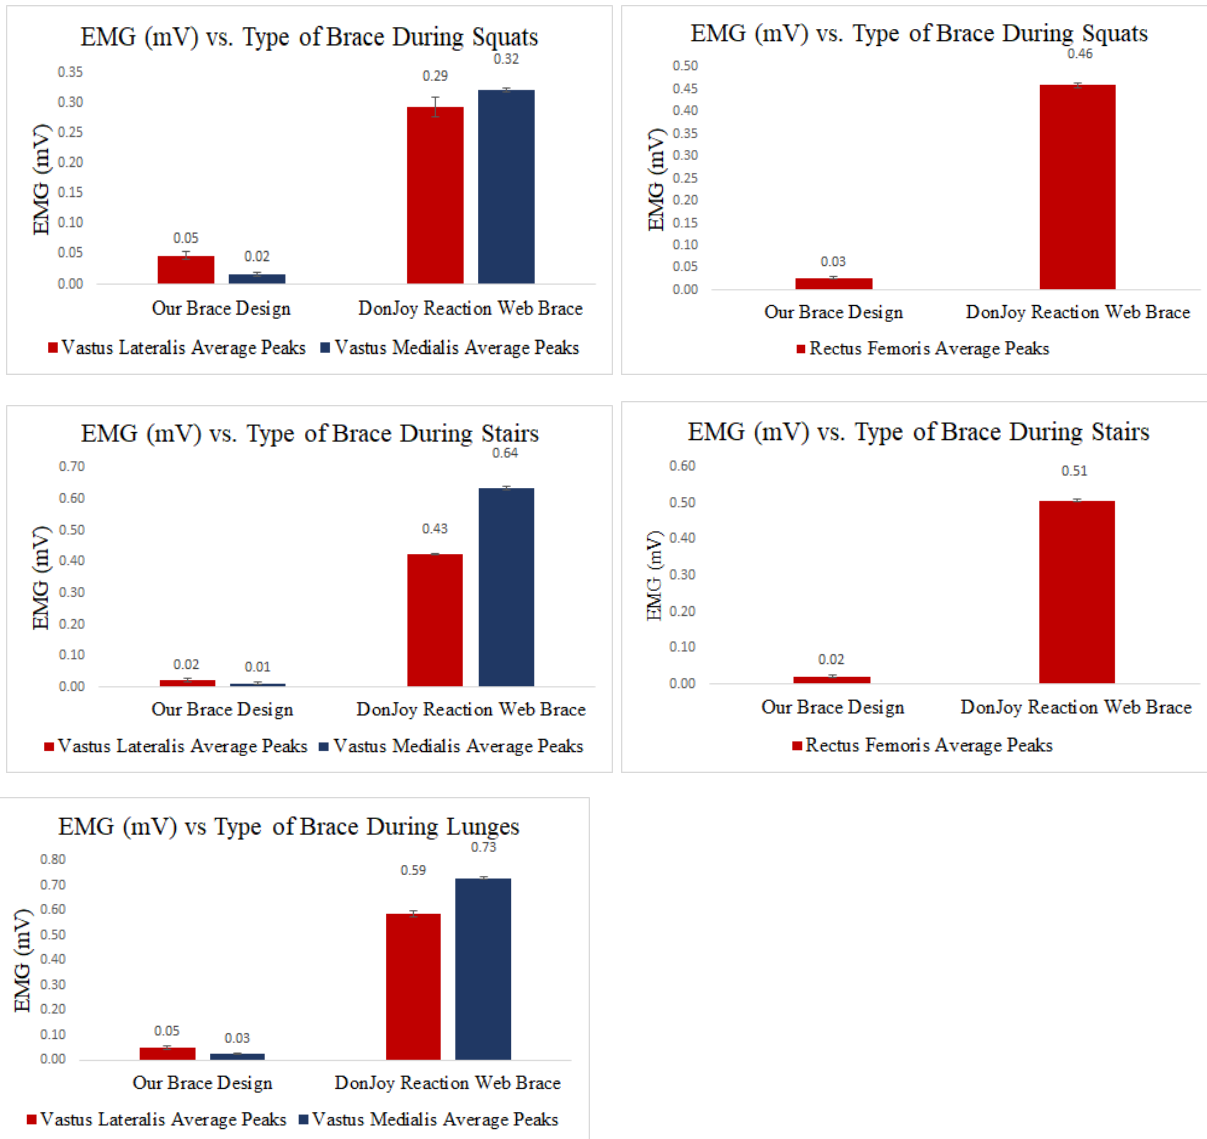 EMG (mV) vs. Type of Brace During Squats
0.35
0.30
0.25
0.20
0.15
0.10
0.05
0.00
EMG (mV)
0.05
0.02
0.29
0.32
Our Brace Design
DonJoy Reaction Web Brace
Vastus Lateralis Average Peaks
Vastus Medialis Average Peaks
EMG (mV) vs. Type of Brace During Squats
0.50
0.45
0.40
0.35
0.30
0.25
0.20
0.15
0.10
0.05
0.00
EMG (mV)
0.03
0.46
Our Brace Design
DonJoy Reaction Web Brace
Rectus Femoris Average Peaks
EMG (mV) vs. Type of Brace During Stairs
0.70
0.60
0.50
0.40
0.30
0.20
0.10
0.00
EMG (mV)
0.02
0.01
0.43
0.64
Our Brace Design
DonJoy Reaction Web Brace
Vastus Lateralis Average Peaks
Vastus Medialis Average Peaks
EMG (mV) vs. Type of Brace During Stairs
0.60
0.50
0.40
0.30
0.20
0.10
0.00
EMG (mV)
0.02
0.51
Our Brace Design
DonJoy Reaction Web Brace
Rectus Femoris Average Peaks
EMG (mV) vs Type of Brace During Lunges
0.80
0.70
0.60
0.50
0.40
0.30
0.20
0.10
0.00
EMG (mV)
0.05
0.03
0.59
0.73
Our Brace Design
DonJoy Reaction Web Brace
Vastus Lateralis Average Peaks
Vastus Medialis Average Peaks